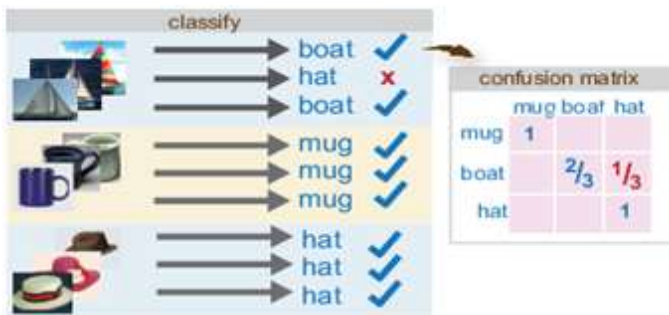 classify
boat ✓
hat x
boat ✓
mug ✓
mug ✓
mug ✓
hat ✓
hat ✓
hat ✓
confusion matrix
mug boat hat
mug 1
boat 2/3 1/3
hat 1